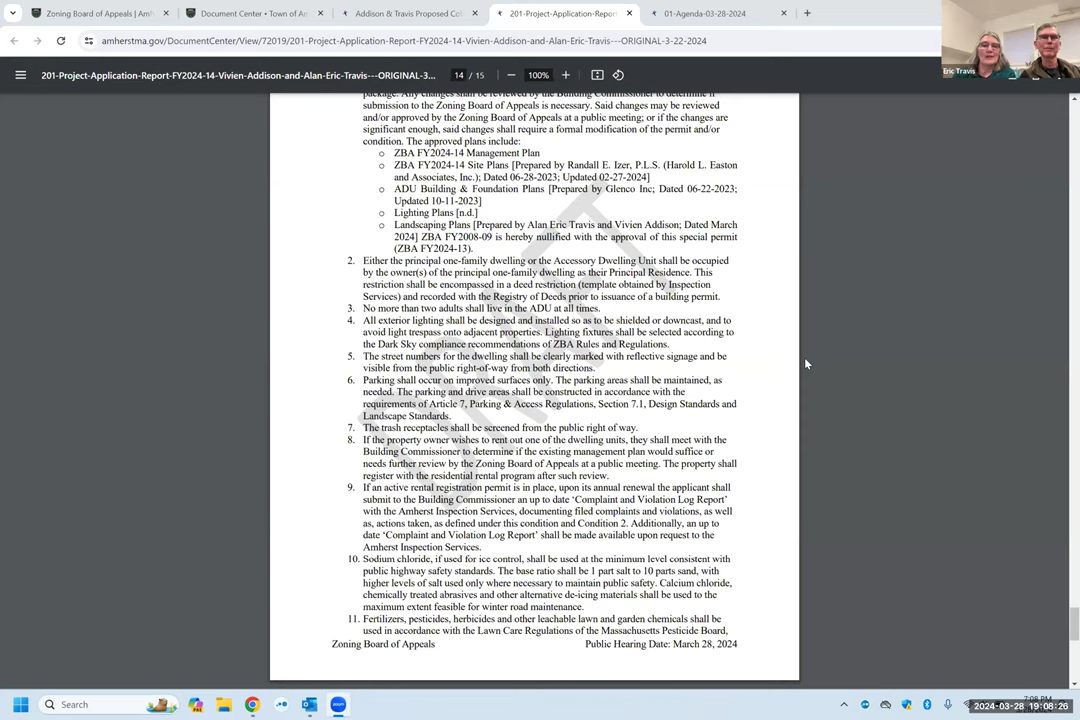 Zoning Board of Appeals | Amh
Document Center • Town of Am
Addison & Travis Proposed Col
201-Project-Application-Report
01-Agenda-03-28-2024
amherstma.gov/DocumentCenter/View/72019/201-Project-Application-Report-FY2024-14-Vivien-Addison-and-Alan-Eric-Travis---ORIGINAL-3-22-2024
Eric Travis
201-Project-Application-Report-FY2024-14-Vivien-Addison-and-Alan-Eric-Travis---ORIGINAL-3...
14 / 15
100%
package. Any changes shall be reviewed by the Building Commissioner to determine if
submission to the Zoning Board of Appeals is necessary. Said changes may be reviewed
and/or approved by the Zoning Board of Appeals at a public meeting; or if the changes are
significant enough, said changes shall require a formal modification of the permit and/or
condition. The approved plans include:
o ZBA FY2024-14 Management Plan
o ZBA FY2024-14 Site Plans [Prepared by Randall E. Izer, P.L.S. (Harold L. Easton
and Associates, Inc.); Dated 06-28-2023; Updated 02-27-2024]
o ADU Building & Foundation Plans [Prepared by Glenco Inc; Dated 06-22-2023;
Updated 10-11-2023]
o Lighting Plans [n.d.]
o Landscaping Plans [Prepared by Alan Eric Travis and Vivien Addison; Dated March
2024] ZBA FY2008-09 is hereby nullified with the approval of this special permit
(ZBA FY2024-13).
2. Either the principal one-family dwelling or the Accessory Dwelling Unit shall be occupied
by the owner(s) of the principal one-family dwelling as their Principal Residence. This
restriction shall be encompassed in a deed restriction (template obtained by Inspection
Services) and recorded with the Registry of Deeds prior to issuance of a building permit.
3. No more than two adults shall live in the ADU at all times.
4. All exterior lighting shall be designed and installed so as to be shielded or downcast, and to
avoid light trespass onto adjacent properties. Lighting fixtures shall be selected according to
the Dark Sky compliance recommendations of ZBA Rules and Regulations.
5. The street numbers for the dwelling shall be clearly marked with reflective signage and be
visible from the public right-of-way from both directions.
6. Parking shall occur on improved surfaces only. The parking areas shall be maintained, as
needed. The parking and drive areas shall be constructed in accordance with the
requirements of Article 7, Parking & Access Regulations, Section 7.1, Design Standards and
Landscape Standards.
7. The trash receptacles shall be screened from the public right of way.
8. If the property owner wishes to rent out one of the dwelling units, they shall meet with the
Building Commissioner to determine if the existing management plan would suffice or
needs further review by the Zoning Board of Appeals at a public meeting. The property shall
register with the residential rental program after such review.
9. If an active rental registration permit is in place, upon its annual renewal the applicant shall
submit to the Building Commissioner an up to date ‘Complaint and Violation Log Report’
with the Amherst Inspection Services, documenting filed complaints and violations, as well
as, actions taken, as defined under this condition and Condition 2. Additionally, an up to
date ‘Complaint and Violation Log Report’ shall be made available upon request to the
Amherst Inspection Services.
10. Sodium chloride, if used for ice control, shall be used at the minimum level consistent with
public highway safety standards. The base ratio shall be 1 part salt to 10 parts sand, with
higher levels of salt used only where necessary to maintain public safety. Calcium chloride,
chemically treated abrasives and other alternative de-icing materials shall be used to the
maximum extent feasible for winter road maintenance.
11. Fertilizers, pesticides, herbicides and other leachable lawn and garden chemicals shall be
used in accordance with the Lawn Care Regulations of the Massachusetts Pesticide Board,
Zoning Board of Appeals
Public Hearing Date: March 28, 2024
DRAFT
Search
zoom
7:08 PM
2024-03-28 19:08:26